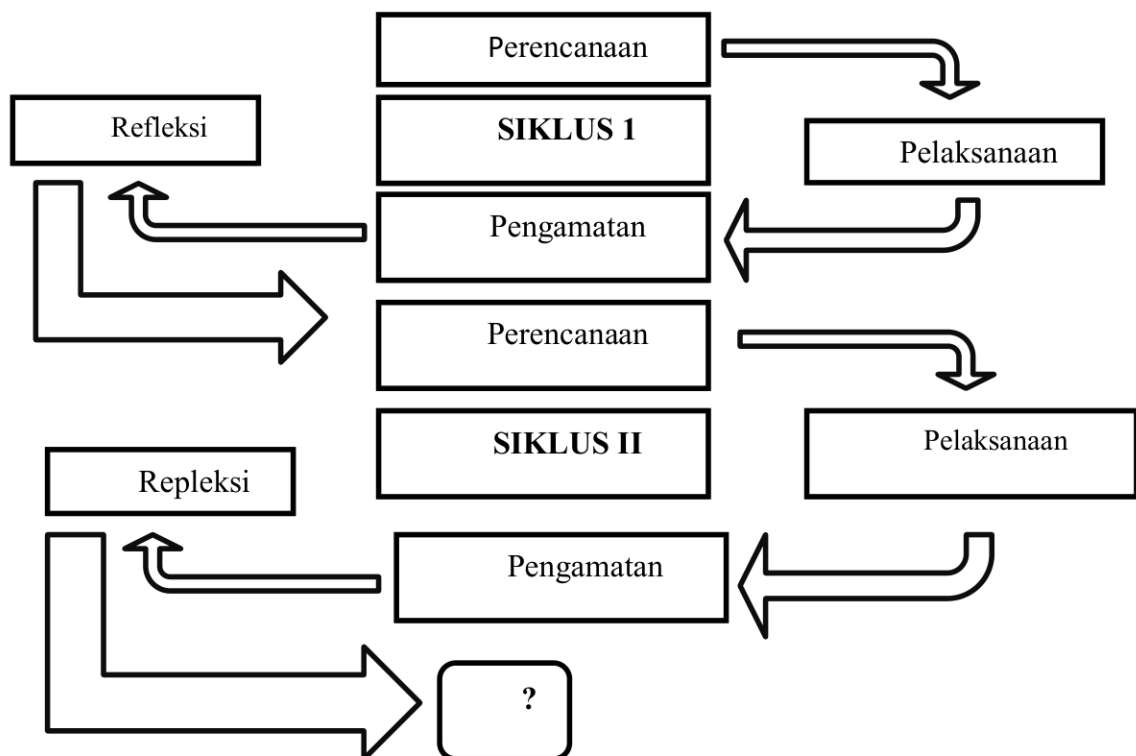 Perencanaan
Refleksi
SIKLUS 1
Pelaksanaan
Pengamatan
Perencanaan
SIKLUS II
Pelaksanaan
Repleksi
Pengamatan
?